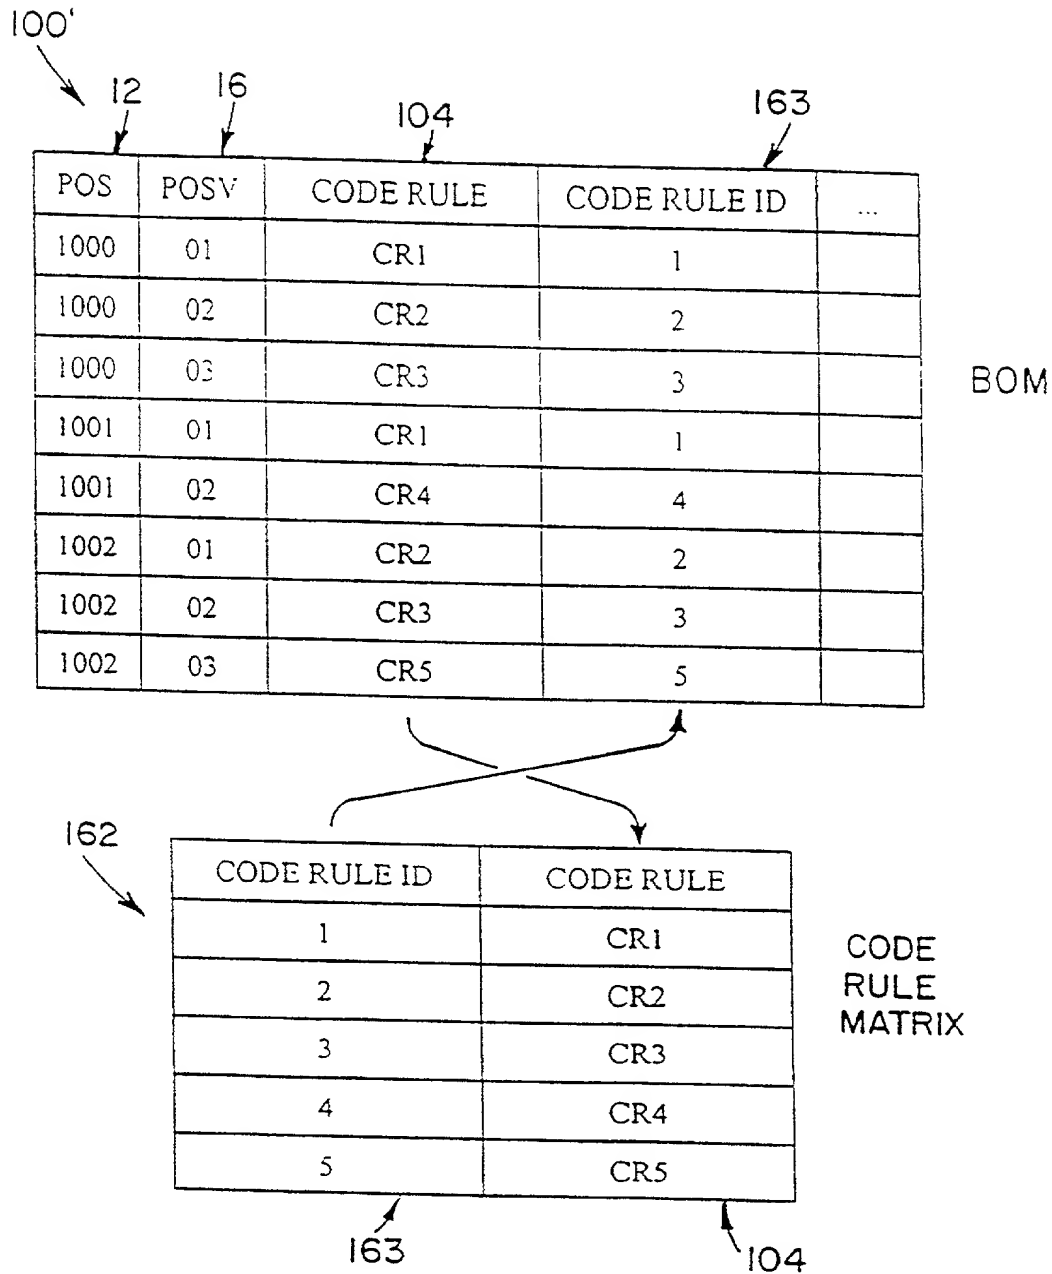 100'
12 16 104 163
POS POSV CODE RULE CODE RULE ID ...
1000 01 CR1 1
1000 02 CR2 2
1000 03 CR3 3
1001 01 CR1 1
1001 02 CR4 4
1002 01 CR2 2
1002 02 CR3 3
1002 03 CR5 5
BOM
162
CODE RULE ID CODE RULE
1 CR1
2 CR2
3 CR3
4 CR4
5 CR5
CODE
RULE
MATRIX
163 104